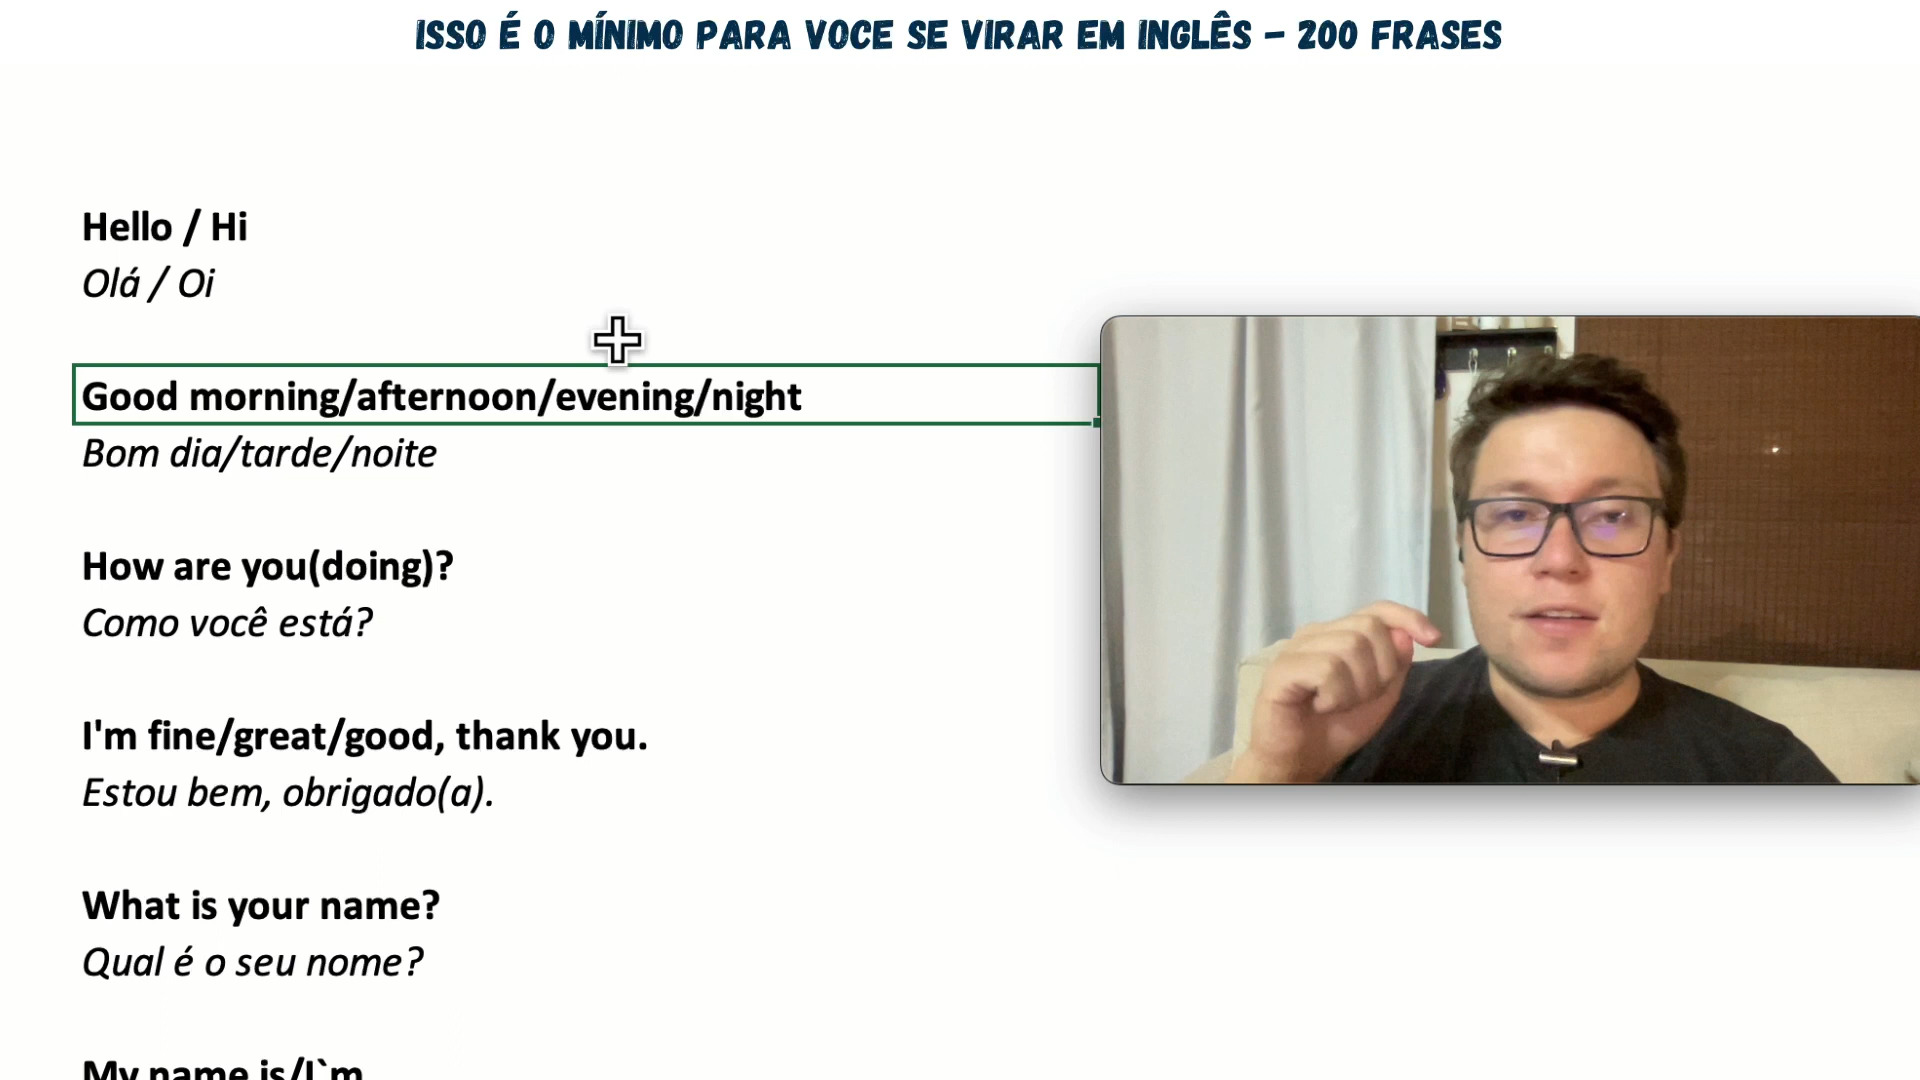 ISSO É O MÍNIMO PARA VOCE SE VIRAR EM INGLÊS – 200 FRASES
Hello / Hi
Olá / Oi
Good morning/afternoon/evening/night
Bom dia/tarde/noite
How are you(doing)?
Como você está?
I'm fine/great/good, thank you.
Estou bem, obrigado(a).
What is your name?
Qual é o seu nome?
My name is/I`m